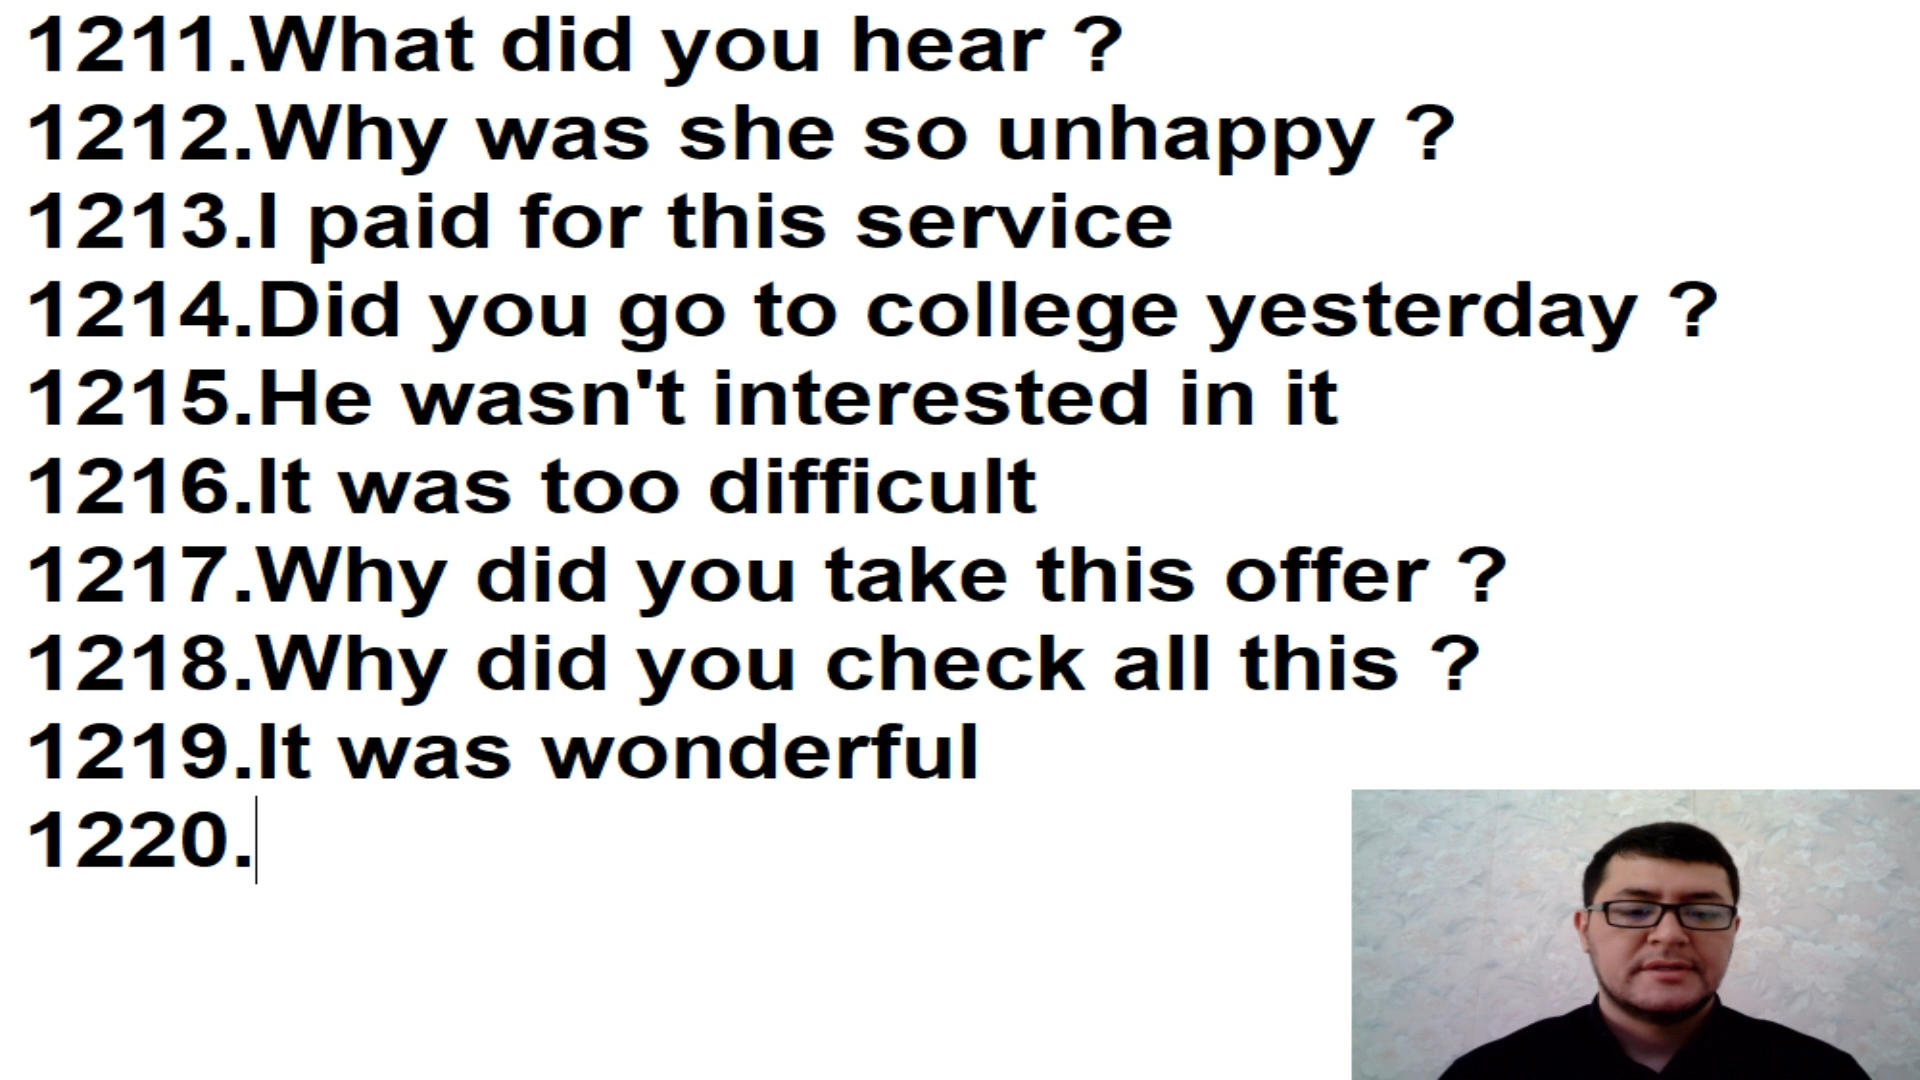 1211.What did you hear ?
1212.Why was she so unhappy ?
1213.I paid for this service
1214.Did you go to college yesterday ?
1215.He wasn't interested in it
1216.It was too difficult
1217.Why did you take this offer ?
1218.Why did you check all this ?
1219.It was wonderful
1220.